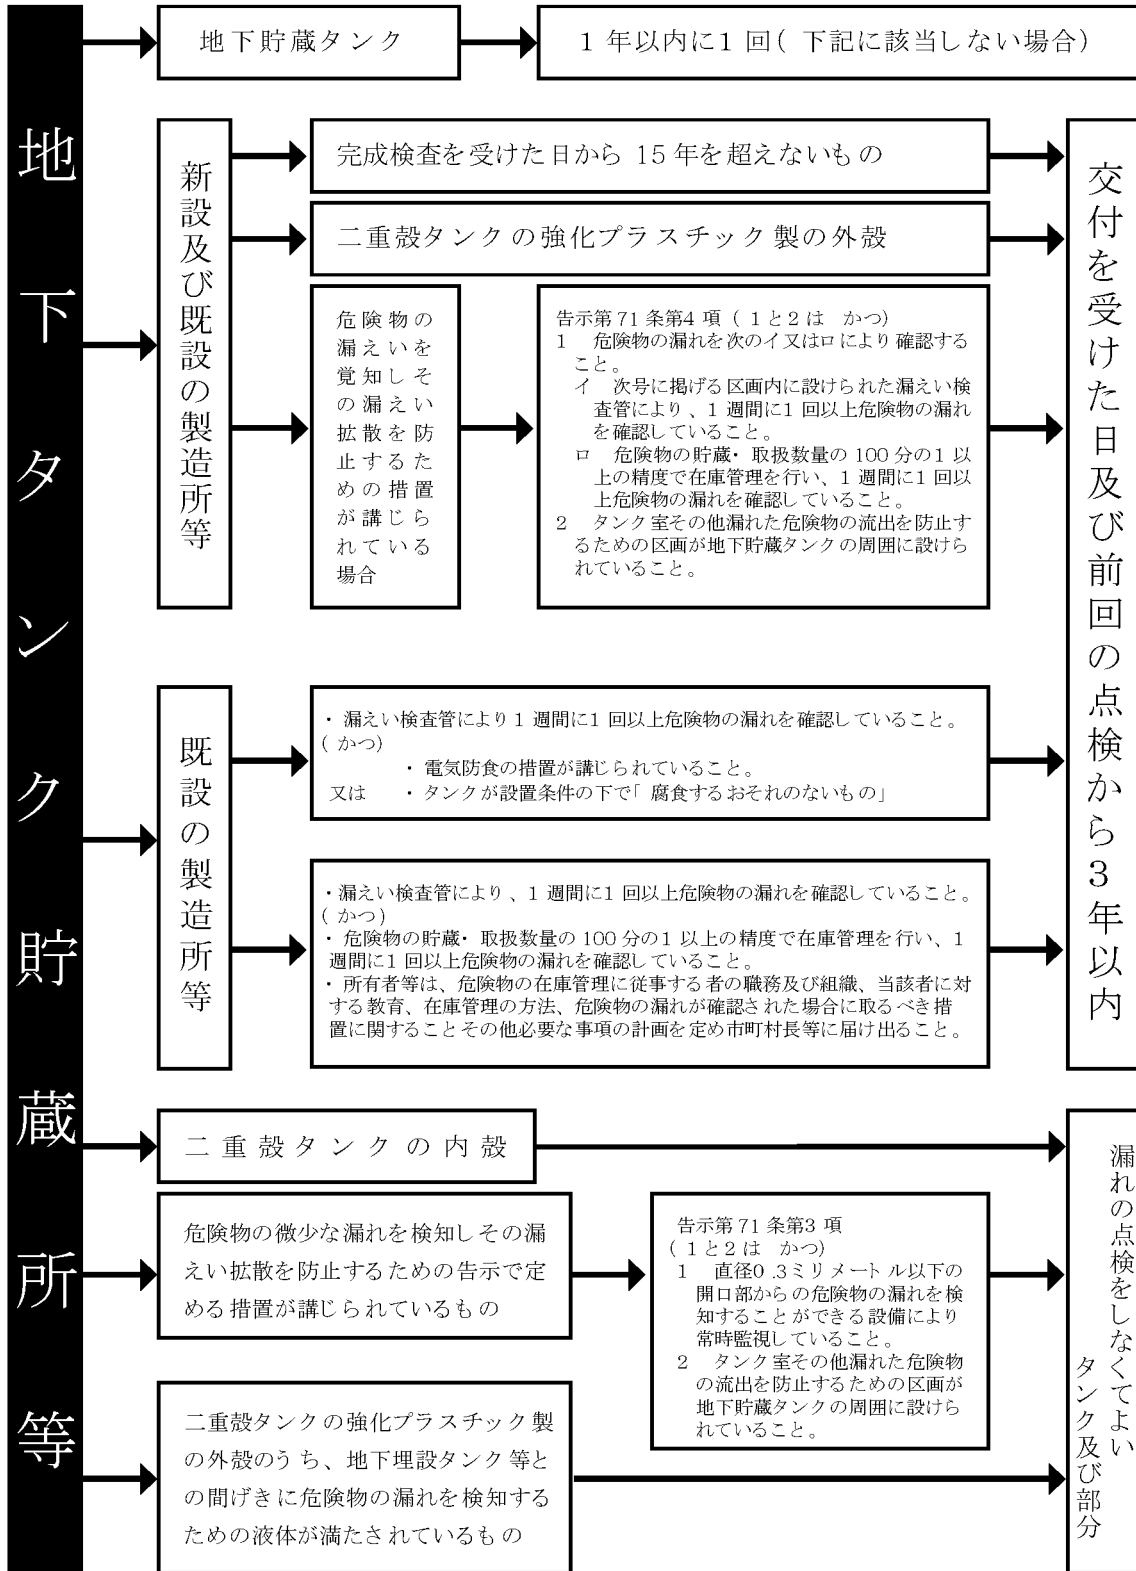 地下タンク貯蔵所等
地下貯蔵タンク
1年以内に1回(下記に該当しない場合)
新設及び既設の製造所等
完成検査を受けた日から 15年を超えないもの
二重殻タンクの強化プラスチック製の外殻
危険物の
漏えいを
覚知しそ
の漏えい
拡散を防
止するた
めの措置
が講じら
れている
場合
告示第71条第4項(1と2は かつ)
1 危険物の漏れを次のイ又はロにより確認する
こと。
イ 次号に掲げる区画内に設けられた漏えい検
査管により、1週間に1回以上危険物の漏れ
を確認していること。
ロ 危険物の貯蔵・取扱数量の100分の1以
上の精度で在庫管理を行い、1週間に1回以
上危険物の漏れを確認していること。
2 タンク室その他漏れた危険物の流出を防止す
るための区画が地下貯蔵タンクの周囲に設けら
れていること。
交付を受けた日及び前回の点検から3年以内
既設の製造所等
・漏えい検査管により1週間に1回以上危険物の漏れを確認していること。
(かつ)
・電気防食の措置が講じられていること。
又は ・タンクが設置条件の下で「腐食するおそれのないもの」
・漏えい検査管により、1週間に1回以上危険物の漏れを確認していること。
(かつ)
・危険物の貯蔵・取扱数量の100分の1以上の精度で在庫管理を行い、1
週間に1回以上危険物の漏れを確認していること。
・所有者等は、危険物の在庫管理に従事する者の職務及び組織、当該者に対
する教育、在庫管理の方法、危険物の漏れが確認された場合に取るべき措
置に関することその他必要な事項の計画を定め市町村長等に届け出ること。
二重殻タンクの内殻
危険物の微少な漏れを検知しその漏
えい拡散を防止するための告示で定
める措置が講じられているもの
告示第71条第3項
(1と2は かつ)
1 直径0.3ミリメートル以下の
開口部からの危険物の漏れを検
知することができる設備により
常時監視していること。
2 タンク室その他漏れた危険物
の流出を防止するための区画が
地下貯蔵タンクの周囲に設けら
れていること。
二重殻タンクの強化プラスチック製
の外殻のうち、地下埋設タンク等と
の間げきに危険物の漏れを検知する
ための液体が満たされているもの
漏れの点検をしなくてよい
タンク及び部分